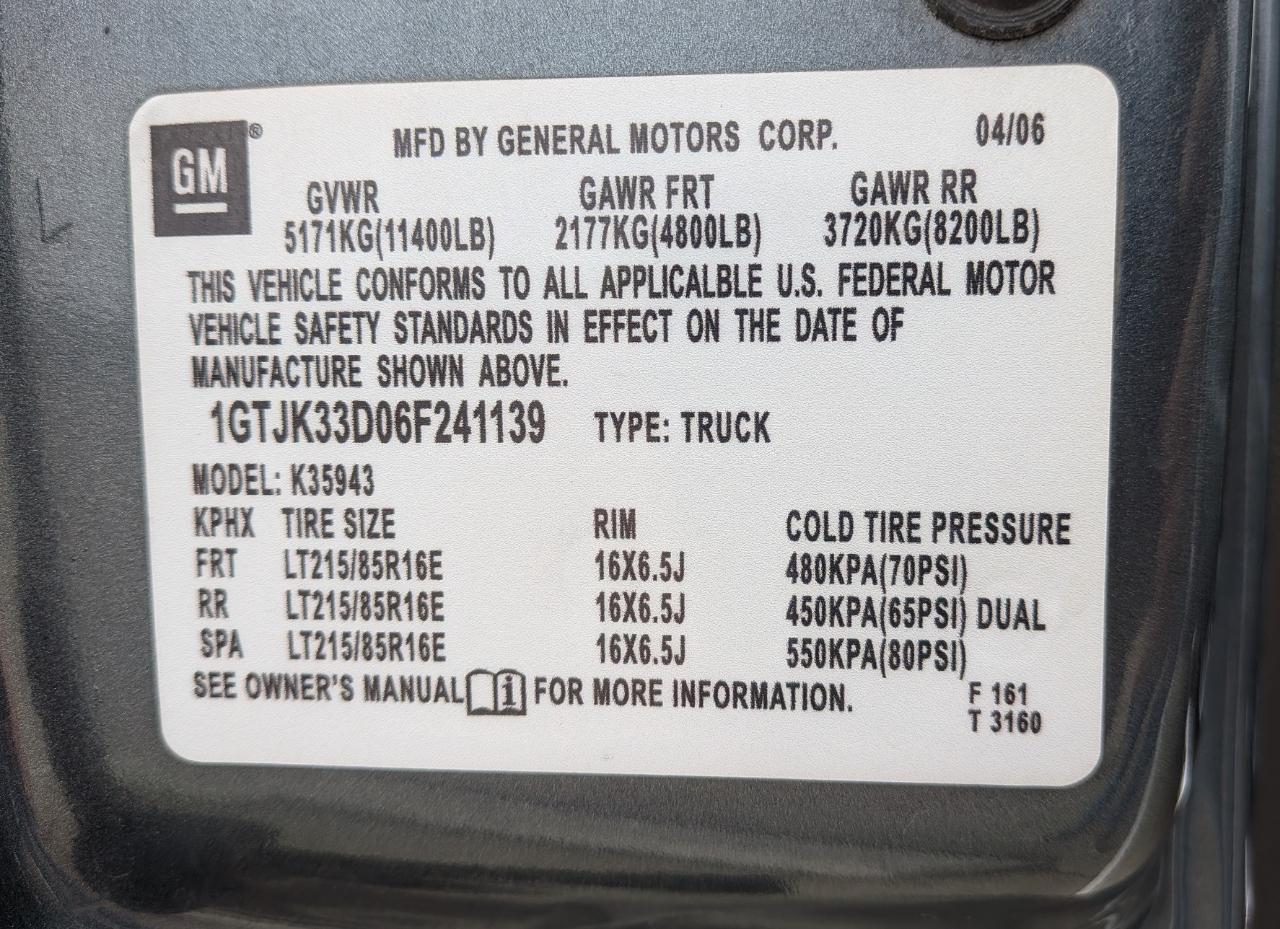 GM ® MFD BY GENERAL MOTORS CORP. 04/06
GVWR GAWR FRT GAWR RR
5171KG(11400LB) 2177KG(4800LB) 3720KG(8200LB)
THIS VEHICLE CONFORMS TO ALL APPLICALBLE U.S. FEDERAL MOTOR
VEHICLE SAFETY STANDARDS IN EFFECT ON THE DATE OF
MANUFACTURE SHOWN ABOVE.
1GTJK33D06F241139 TYPE: TRUCK
MODEL: K35943
KPHX TIRE SIZE RIM COLD TIRE PRESSURE
FRT LT215/85R16E 16X6.5J 480KPA(70PSI)
RR LT215/85R16E 16X6.5J 450KPA(65PSI) DUAL
SPA LT215/85R16E 16X6.5J 550KPA(80PSI)
SEE OWNER'S MANUAL i FOR MORE INFORMATION. F 161
T 3160